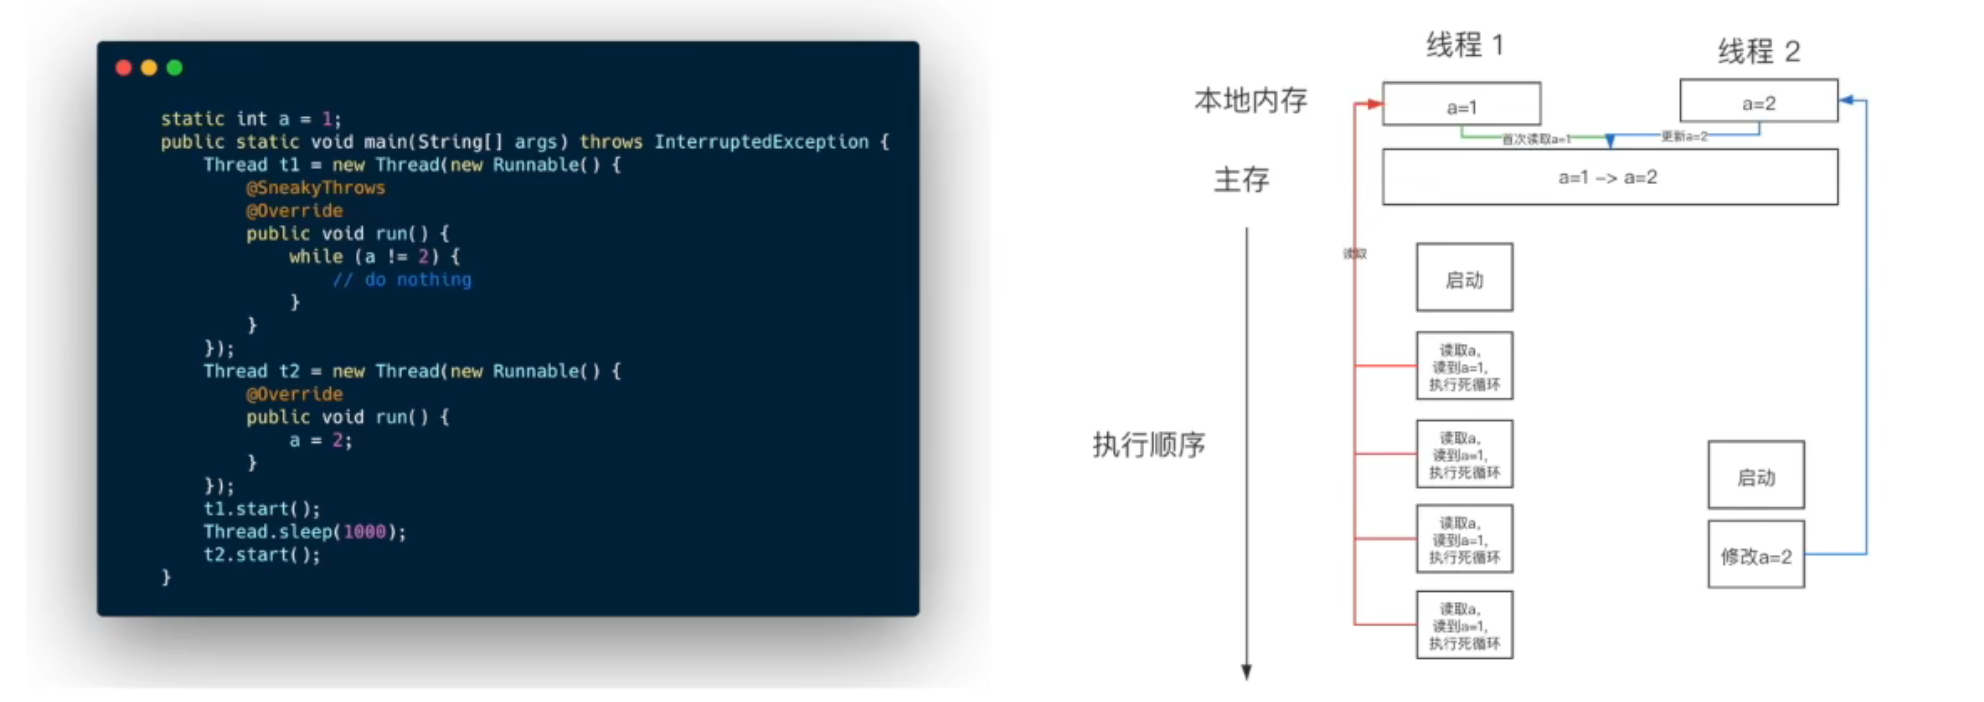 static int a = 1;
public static void main(String[] args) throws InterruptedException {
Thread t1 = new Thread(new Runnable() {
@SneakyThrows
@Override
public void run() {
while (a != 2) {
// do nothing
}
}
});
Thread t2 = new Thread(new Runnable() {
@Override
public void run() {
a = 2;
}
});
t1.start();
Thread.sleep(1000);
t2.start();
}
线程 1
线程 2
本地内存
a=1
a=2
首次读取a=1
更新a=2
主存
a=1 -> a=2
读取
启动
读取a,
读到a=1,
执行死循环
执行顺序
读取a,
读到a=1,
执行死循环
启动
读取a,
读到a=1,
执行死循环
修改a=2
读取a,
读到a=1,
执行死循环